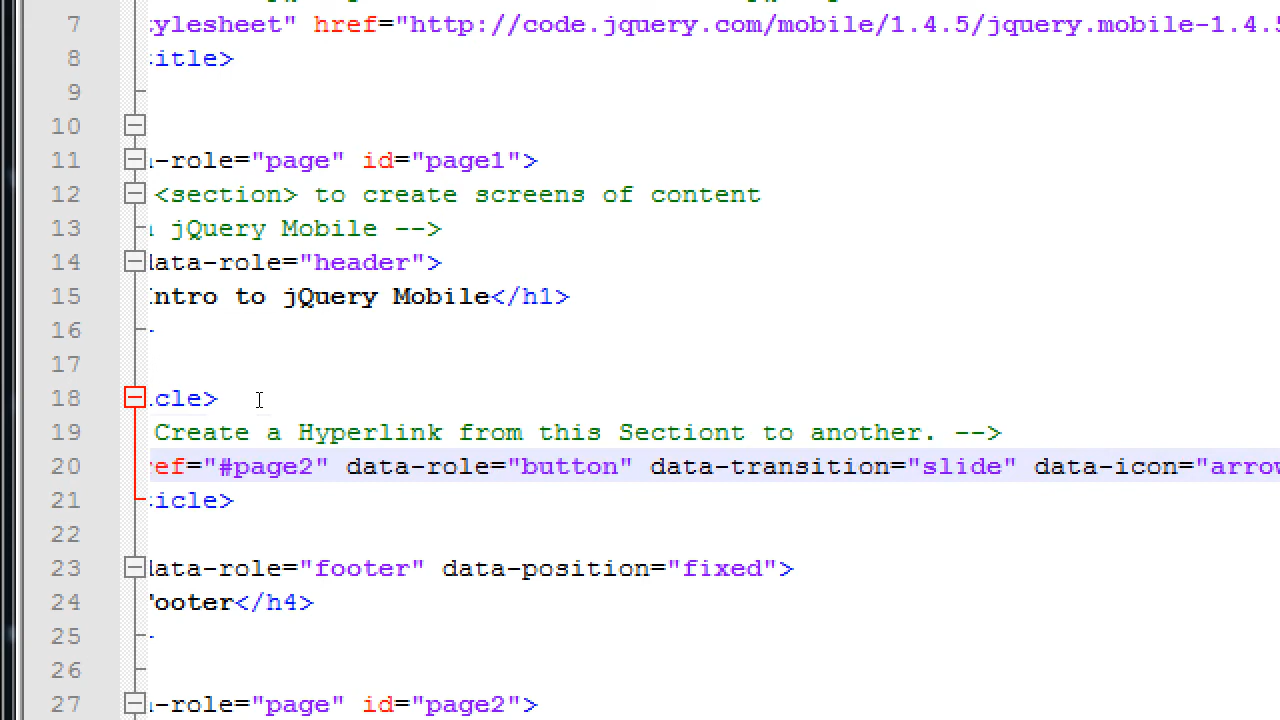 7 ylesheet" href="http://code.jquery.com/mobile/1.4.5/jquery.mobile-1.4.5
8 itle>
9
10
11 -role="page" id="page1">
12 <section> to create screens of content
13 jQuery Mobile -->
14 data-role="header">
15 Intro to jQuery Mobile</h1>
16
17
18 cle>
19 Create a Hyperlink from this Sectiont to another. -->
20 ef="#page2" data-role="button" data-transition="slide" data-icon="arrow
21 icle>
22
23 data-role="footer" data-position="fixed">
24 Footer</h4>
25
26
27 -role="page" id="page2">